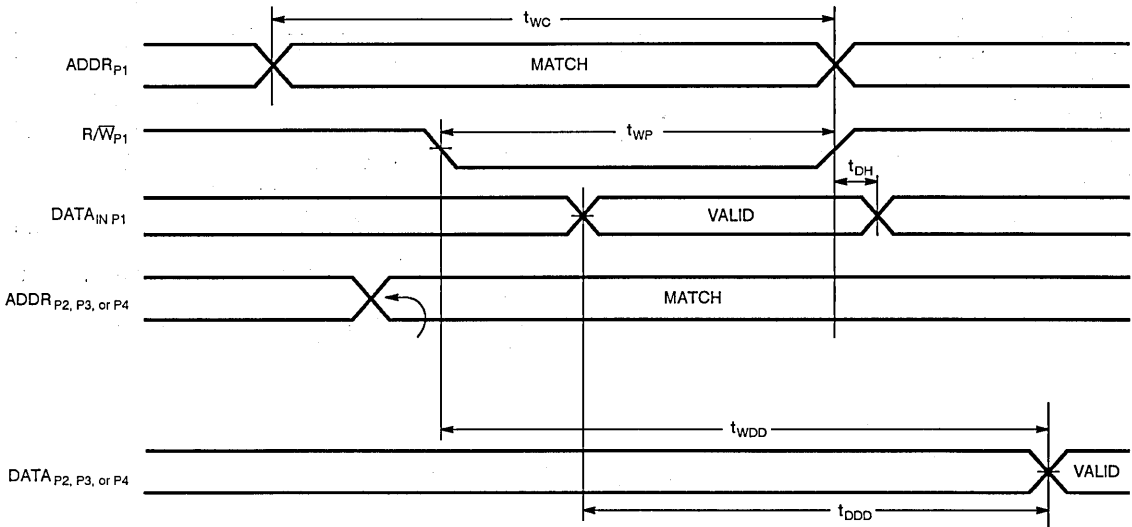 tWC
ADDRP1
MATCH
R/W̅P1
tWP
tDH
DATAIN P1
VALID
ADDRP2, P3, or P4
MATCH
tWDD
DATAP2, P3, or P4
VALID
tDDD